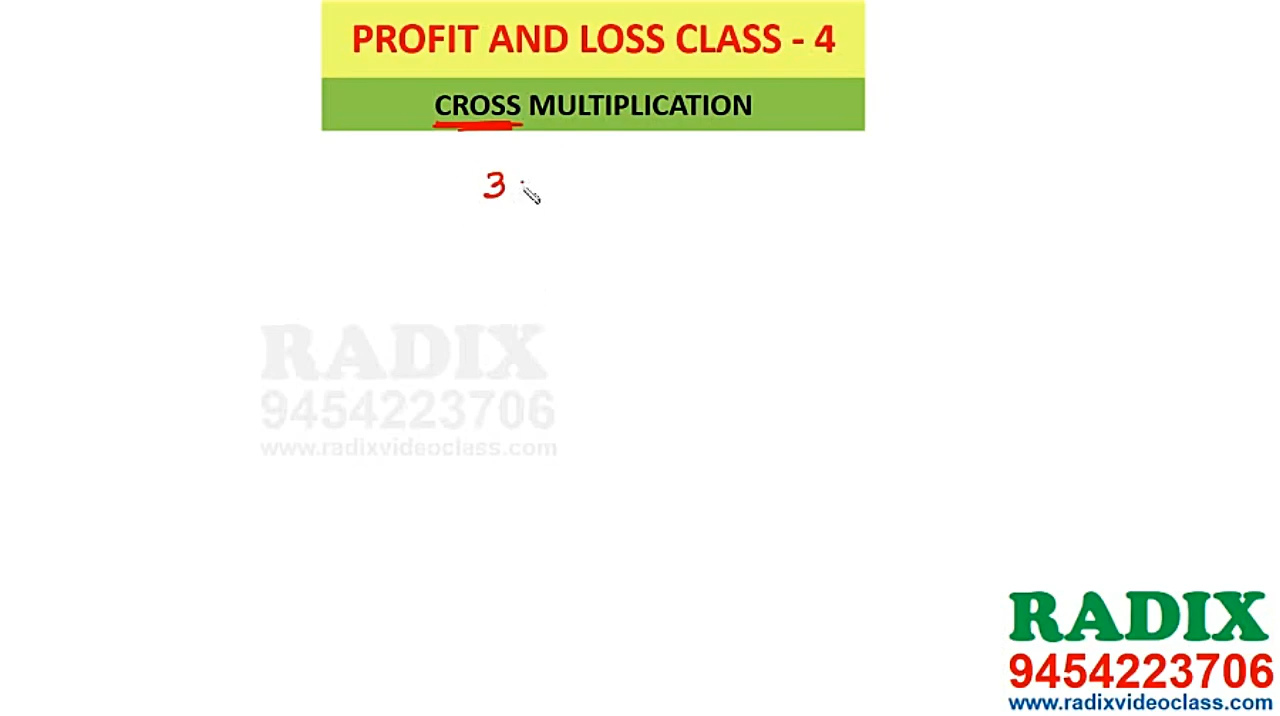 PROFIT AND LOSS CLASS - 4
CROSS MULTIPLICATION
3
RADIX
9454223706
www.radixvideoclass.com
RADIX
9454223706
www.radixvideoclass.com